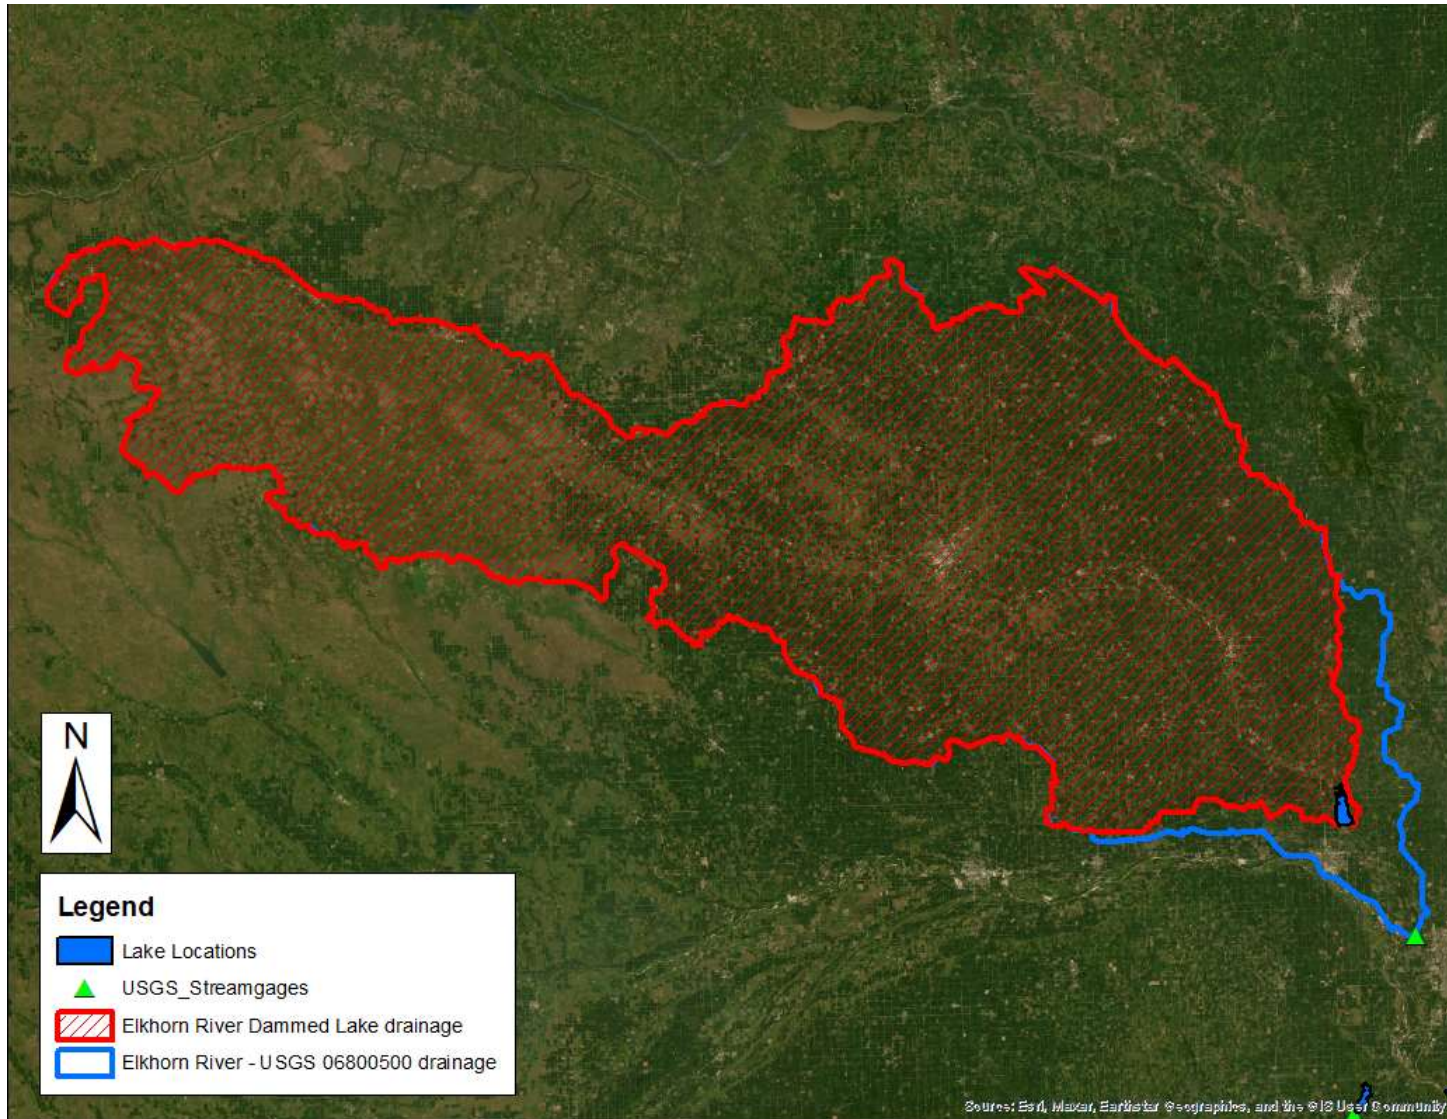 N
Legend
Lake Locations
USGS_Streamgages
Elkhorn River Dammed Lake drainage
Elkhorn River - USGS 06800500 drainage
Source: Esri, Maxar, Earthstar Geographics, and the GIS User Community